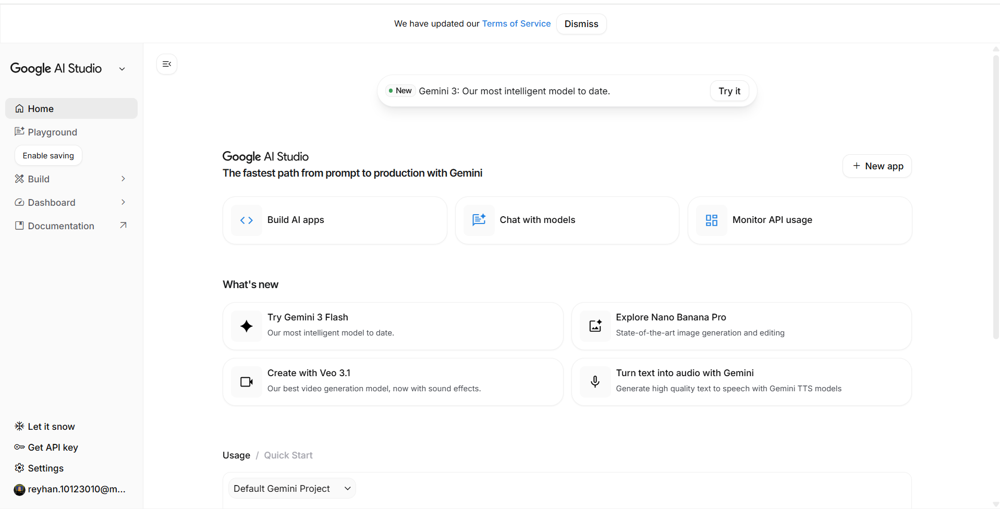 We have updated our Terms of Service
Dismiss
Google AI Studio
Home
Playground
Enable saving
Build
Dashboard
Documentation
Let it snow
Get API key
Settings
reyhan.10123010@m...
New
Gemini 3: Our most intelligent model to date.
Try it
Google AI Studio
The fastest path from prompt to production with Gemini
+ New app
Build AI apps
Chat with models
Monitor API usage
What's new
Try Gemini 3 Flash
Our most intelligent model to date.
Explore Nano Banana Pro
State-of-the-art image generation and editing
Create with Veo 3.1
Our best video generation model, now with sound effects.
Turn text into audio with Gemini
Generate high quality text to speech with Gemini TTS models
Usage / Quick Start
Default Gemini Project